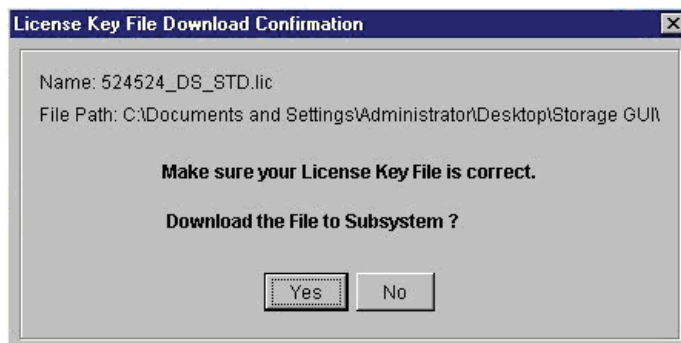 License Key File Download Confirmation
Name: 524524_DS_STD.lic
File Path: C:\Documents and Settings\Administrator\Desktop\Storage GUI\
Make sure your License Key File is correct.
Download the File to Subsystem ?
Yes No